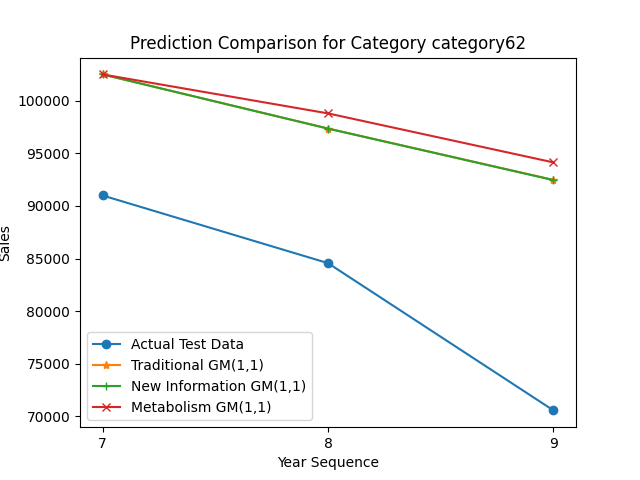 Prediction Comparison for Category category62
100000
95000
90000
85000
80000
75000
70000
Sales
Actual Test Data
Traditional GM(1,1)
New Information GM(1,1)
Metabolism GM(1,1)
7
8
9
Year Sequence